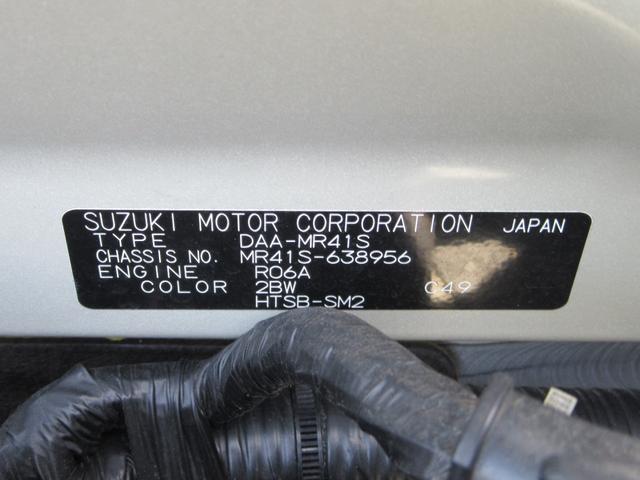 SUZUKI MOTOR CORPORATION JAPAN
TYPE DAA-MR41S
CHASSIS NO. MR41S-638956
ENGINE R06A
COLOR 2BW C49
HTSB-SM2